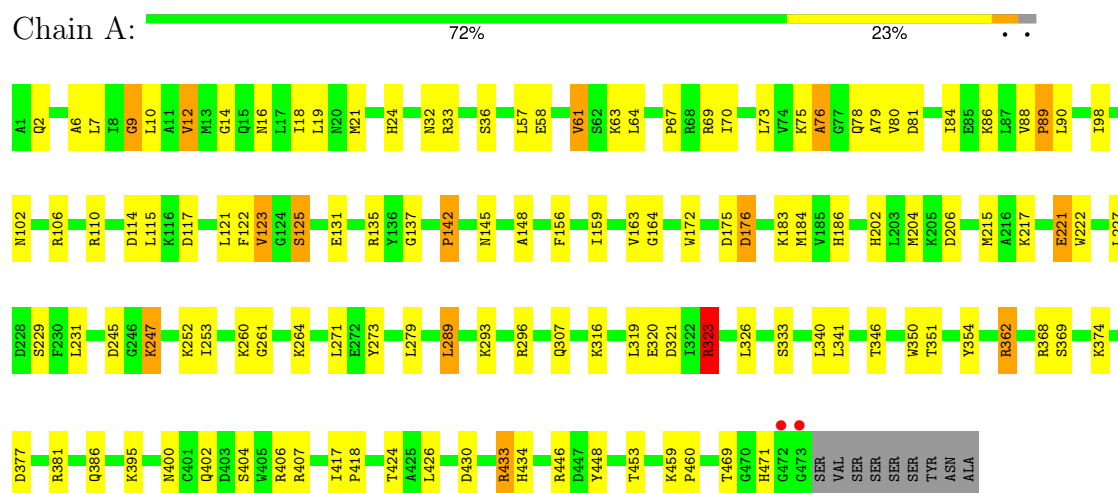 Chain A:
72% 23% • •
A1 Q2 A6 L7 I8 G9 L10 A11 V12 M13 G14 Q15 N16 L17 I18 L19 N20 M21 H24 N32 R33 S36 L57 E58 V61 S62 K63 L64 P67 R68 R69 I70 L73 V74 K75 A76 G77 Q78 A79 V80 D81 I84 E85 K86 L87 V88 P89 L90 I98
N102 R106 R110 D114 L115 K116 D117 L121 F122 V123 G124 S125 E131 R135 Y136 G137 P142 N145 A148 F156 I159 V163 G164 W172 D175 D176 K183 M184 V185 H186 H202 L203 M204 K205 D206 M215 A216 K217 E221 W222 L227
D228 S229 F230 L231 D245 G246 K247 K252 I253 K260 G261 K264 L271 E272 Y273 L279 L289 K293 R296 Q307 K316 L319 E320 D321 I322 R323 L326 S333 L340 L341 T346 W350 T351 Y354 R362 R368 S369 K374
D377 R381 Q386 K395 N400 C401 Q402 D403 S404 W405 R406 R407 I417 P418 T424 A425 L426 D430 R433 H434 R446 D447 Y448 T453 K459 P460 T469 G470 H471 G472 G473 SER VAL SER SER SER SER TYR ASN ALA